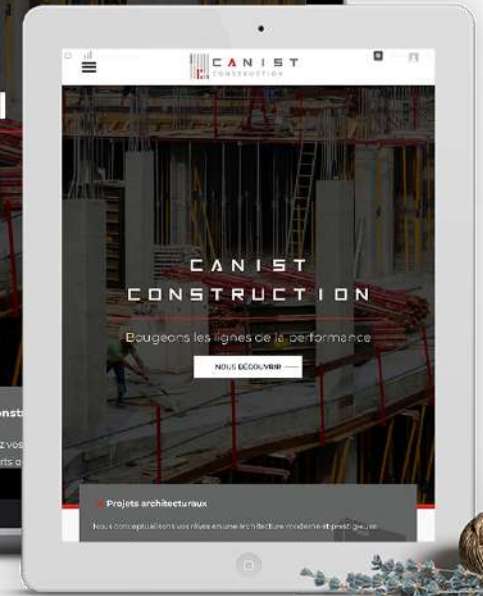 CANIST
CONSTRUCTION
CANIST
CONSTRUCTION
Bougeons les lignes de la performance
NOUS DÉCOUVRIR
Projets architecturaux
Nous conceptualisons vos rêves en une architecture moderne et prestigieuse